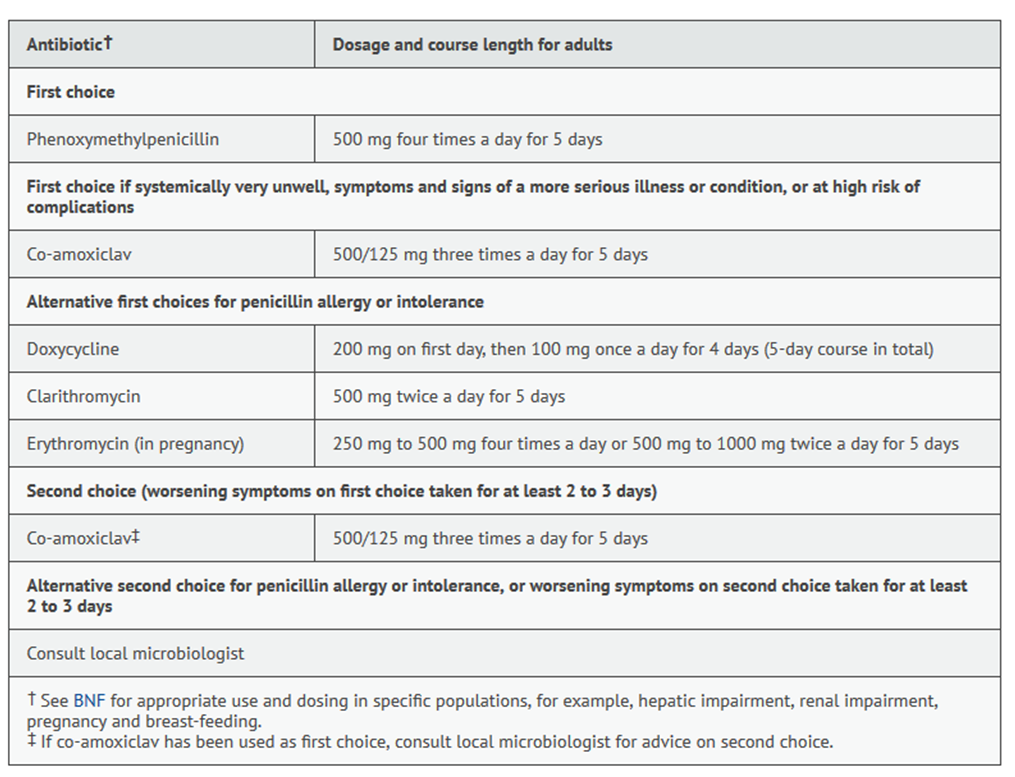 Antibiotic†
Dosage and course length for adults
First choice
Phenoxymethylpenicillin
500 mg four times a day for 5 days
First choice if systemically very unwell, symptoms and signs of a more serious illness or condition, or at high risk of
complications
Co-amoxiclav
500/125 mg three times a day for 5 days
Alternative first choices for penicillin allergy or intolerance
Doxycycline
200 mg on first day, then 100 mg once a day for 4 days (5-day course in total)
Clarithromycin
500 mg twice a day for 5 days
Erythromycin (in pregnancy)
250 mg to 500 mg four times a day or 500 mg to 1000 mg twice a day for 5 days
Second choice (worsening symptoms on first choice taken for at least 2 to 3 days)
Co-amoxiclav‡
500/125 mg three times a day for 5 days
Alternative second choice for penicillin allergy or intolerance, or worsening symptoms on second choice taken for at least
2 to 3 days
Consult local microbiologist
† See BNF for appropriate use and dosing in specific populations, for example, hepatic impairment, renal impairment,
pregnancy and breast-feeding.
‡ If co-amoxiclav has been used as first choice, consult local microbiologist for advice on second choice.